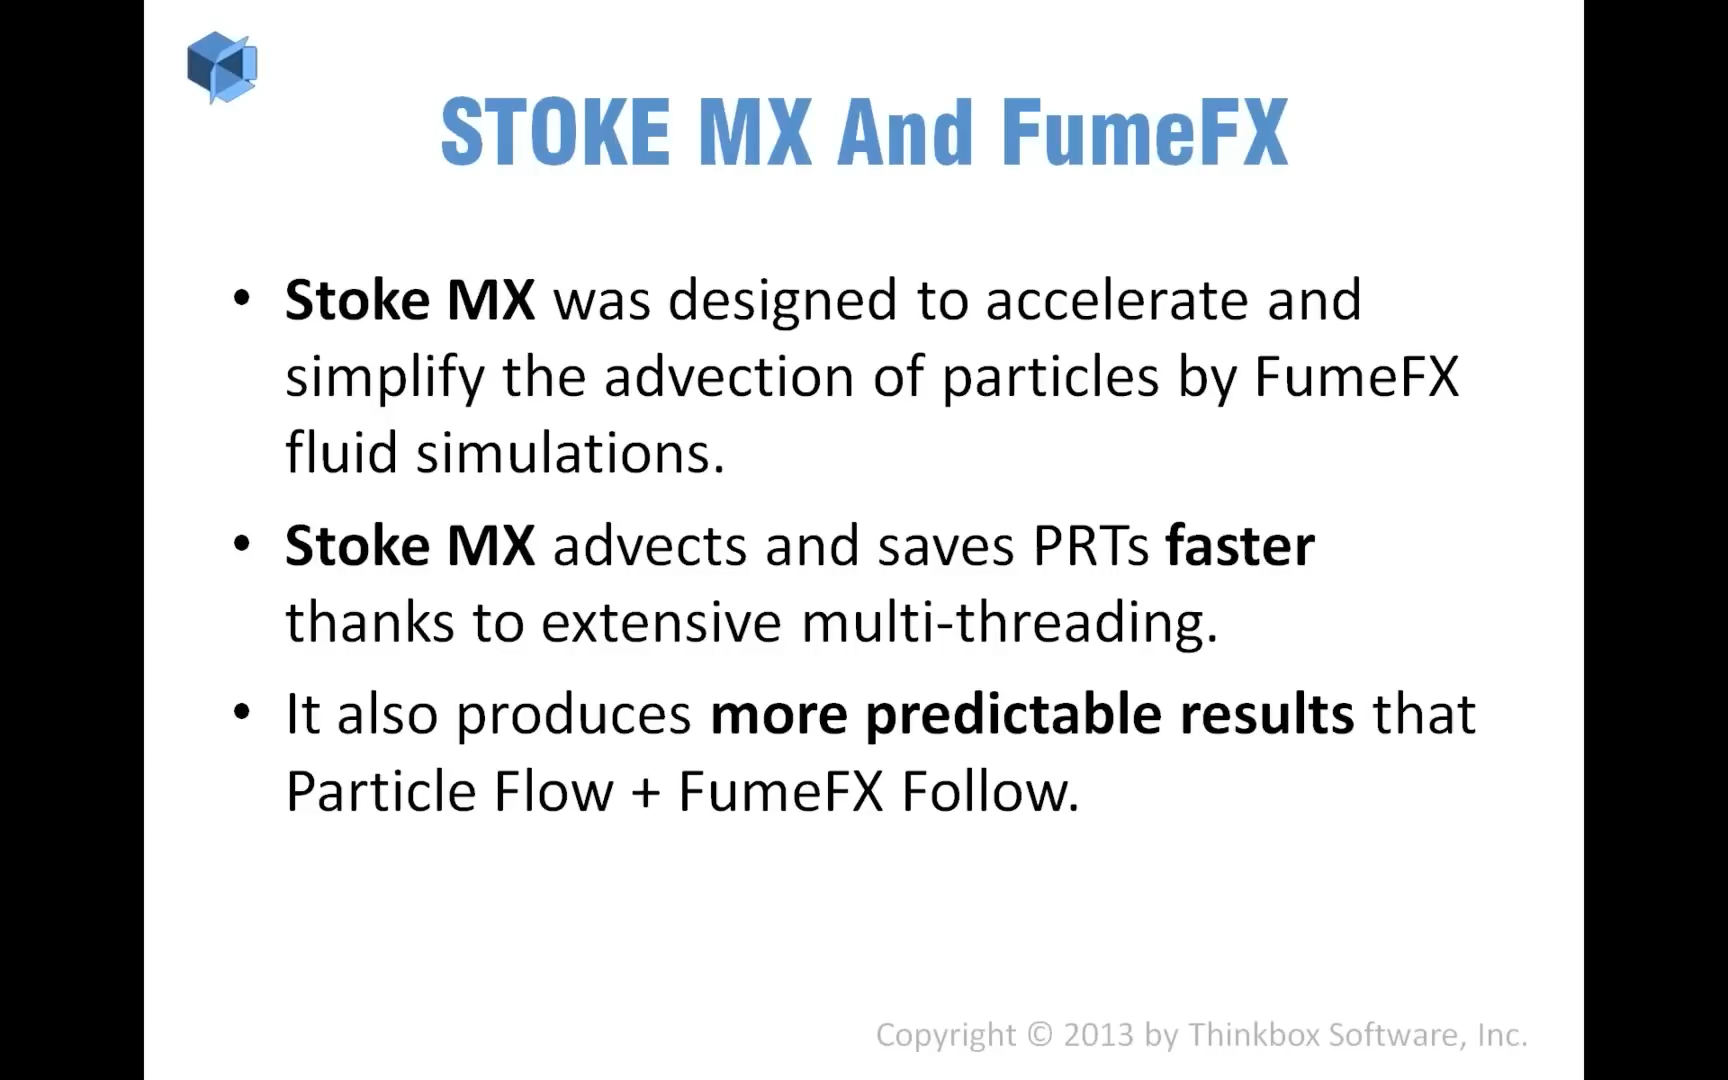 STOKE MX And FumeFX
• Stoke MX was designed to accelerate and
simplify the advection of particles by FumeFX
fluid simulations.
• Stoke MX advects and saves PRTs faster
thanks to extensive multi-threading.
• It also produces more predictable results that
Particle Flow + FumeFX Follow.
Copyright © 2013 by Thinkbox Software, Inc.